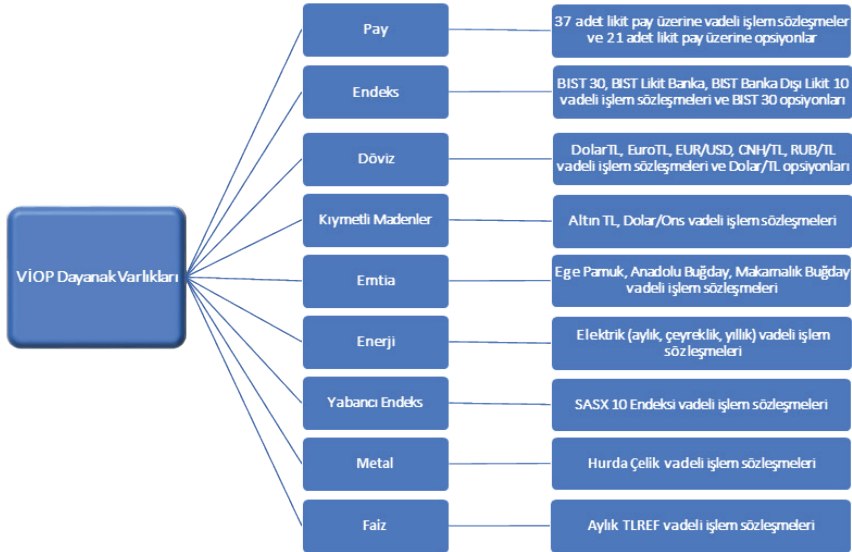 VİOP Dayanak Varlıkları
Pay
37 adet likit pay üzerine vadeli işlem sözleşmeler
ve 21 adet likit pay üzerine opsiyonlar
Endeks
BIST 30, BIST Likit Banka, BIST Banka Dışı Likit 10
vadeli işlem sözleşmeleri ve BIST 30 opsiyonları
Döviz
DolarTL, EuroTL, EUR/USD, CNH/TL, RUB/TL
vadeli işlem sözleşmeleri ve Dolar/TL opsiyonları
Kıymetli Madenler
Altın TL, Dolar/Ons vadeli işlem sözleşmeleri
Emtia
Ege Pamuk, Anadolu Buğday, Makarnalık Buğday
vadeli işlem sözleşmeleri
Enerji
Elektrik (aylık, çeyreklik, yıllık) vadeli işlem
sözleşmeleri
Yabancı Endeks
SASX 10 Endeksi vadeli işlem sözleşmeleri
Metal
Hurda Çelik vadeli işlem sözleşmeleri
Faiz
Aylık TLREF vadeli işlem sözleşmeleri